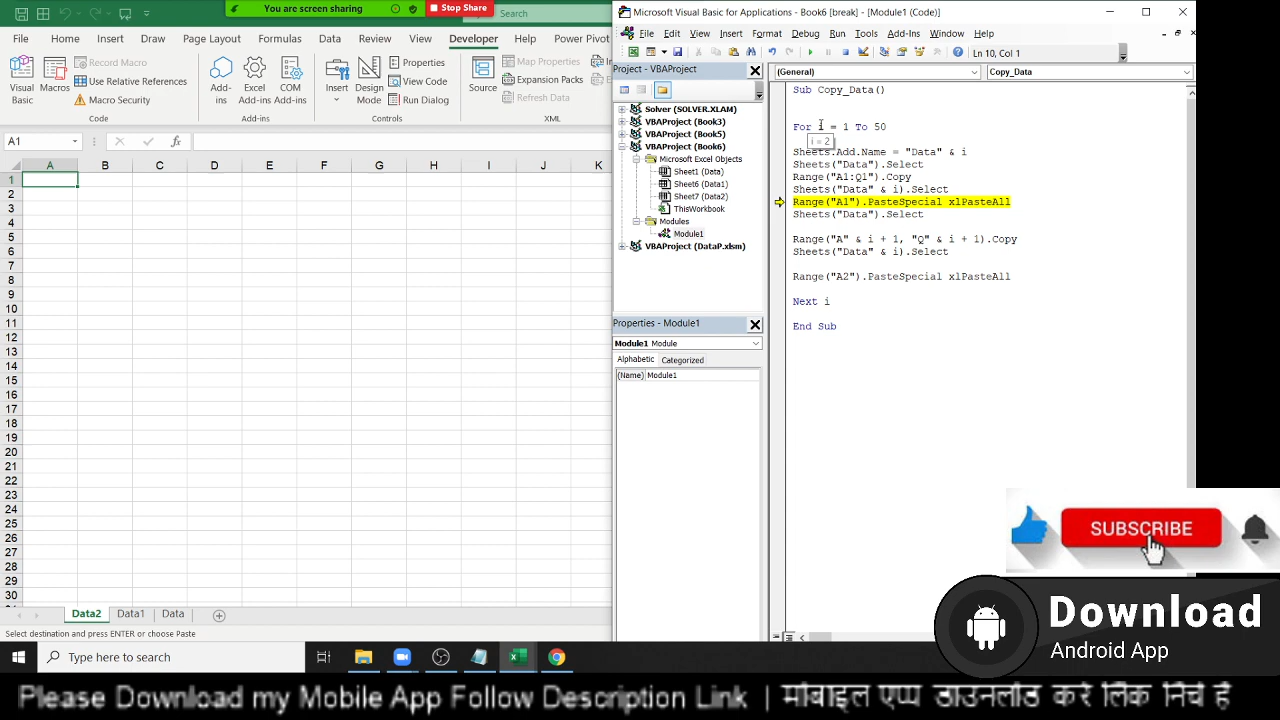 You are screen sharing
Stop Share
Search
File Home Insert Draw Page Layout Formulas Data Review View Developer Help Power Pivot
Visual Basic
Macros
Record Macro
Use Relative References
Macro Security
Code
Add-ins
Excel Add-ins
COM Add-ins
Add-ins
Insert
Design Mode
Properties
View Code
Run Dialog
Controls
Source
Map Properties
Expansion Packs
Refresh Data
XML
A1
fx
A B C D E F G H I J K
1
2
3
4
5
6
7
8
9
10
11
12
13
14
15
16
17
18
19
20
21
22
23
24
25
26
27
28
29
30
Data2 Data1 Data
Select destination and press ENTER or choose Paste
Microsoft Visual Basic for Applications - Book6 [break] - [Module1 (Code)]
File Edit View Insert Format Debug Run Tools Add-Ins Window Help
Ln 10, Col 1
Project - VBAProject
Solver (SOLVER.XLAM)
VBAProject (Book3)
VBAProject (Book5)
VBAProject (Book6)
Microsoft Excel Objects
Sheet1 (Data)
Sheet6 (Data1)
Sheet7 (Data2)
ThisWorkbook
Modules
Module1
VBAProject (DataP.xlsm)
Properties - Module1
Module1 Module
Alphabetic Categorized
(Name) Module1
(General)
Copy_Data
Sub Copy_Data()
For i = 1 To 50
i = 2
Sheets.Add.Name = "Data" & i
Sheets("Data").Select
Range("A1:Q1").Copy
Sheets("Data" & i).Select
Range("A1").PasteSpecial xlPasteAll
Sheets("Data").Select
Range("A" & i + 1, "Q" & i + 1).Copy
Sheets("Data" & i).Select
Range("A2").PasteSpecial xlPasteAll
Next i
End Sub
SUBSCRIBE
Download
Android App
Type here to search
Please Download my Mobile App Follow Description Link | मोबाइल एप्प डाउनलोड करे लिंक निचे है